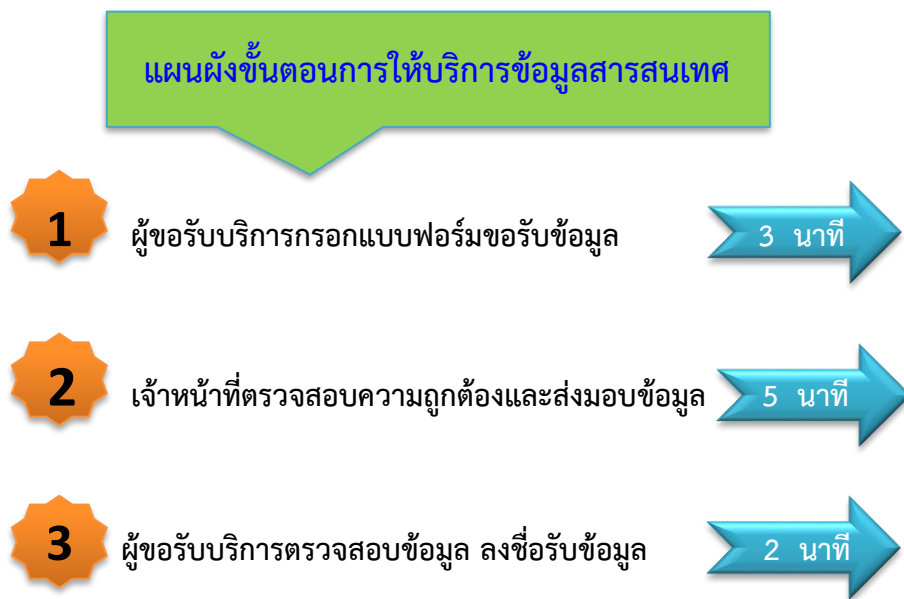 แผนผังขั้นตอนการให้บริการข้อมูลสารสนเทศ
1 ผู้ขอรับบริการกรอกแบบฟอร์มขอรับข้อมูล 3 นาที
2 เจ้าหน้าที่ตรวจสอบความถูกต้องและส่งมอบข้อมูล 5 นาที
3 ผู้ขอรับบริการตรวจสอบข้อมูล ลงชื่อรับข้อมูล 2 นาที